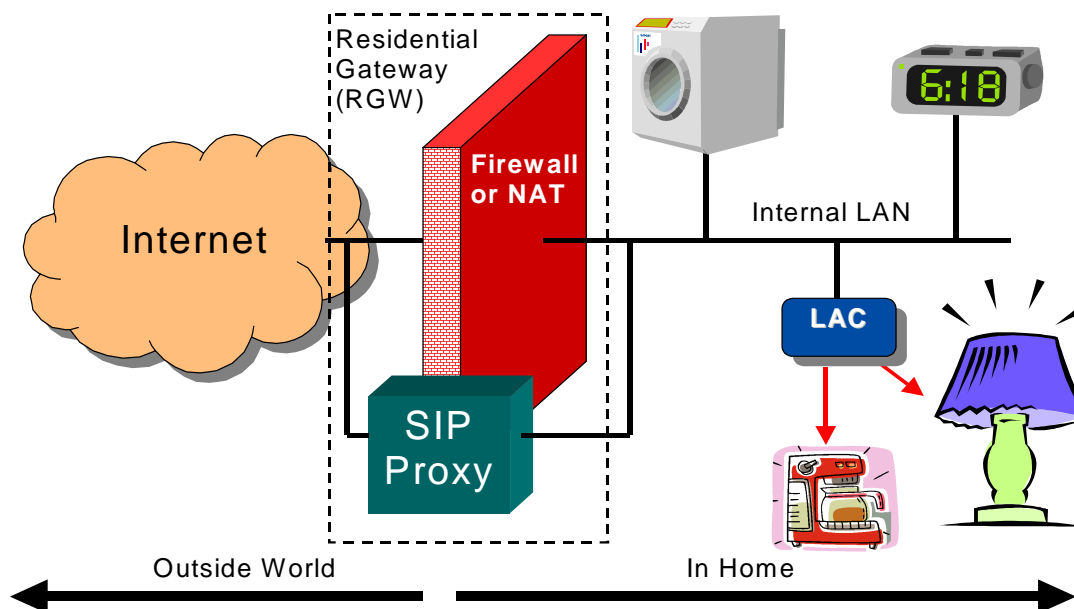 Residential
Gateway
(RGW)
Firewall
or NAT
6:18
Internet
Internal LAN
LAC
SIP
Proxy
Outside World
In Home